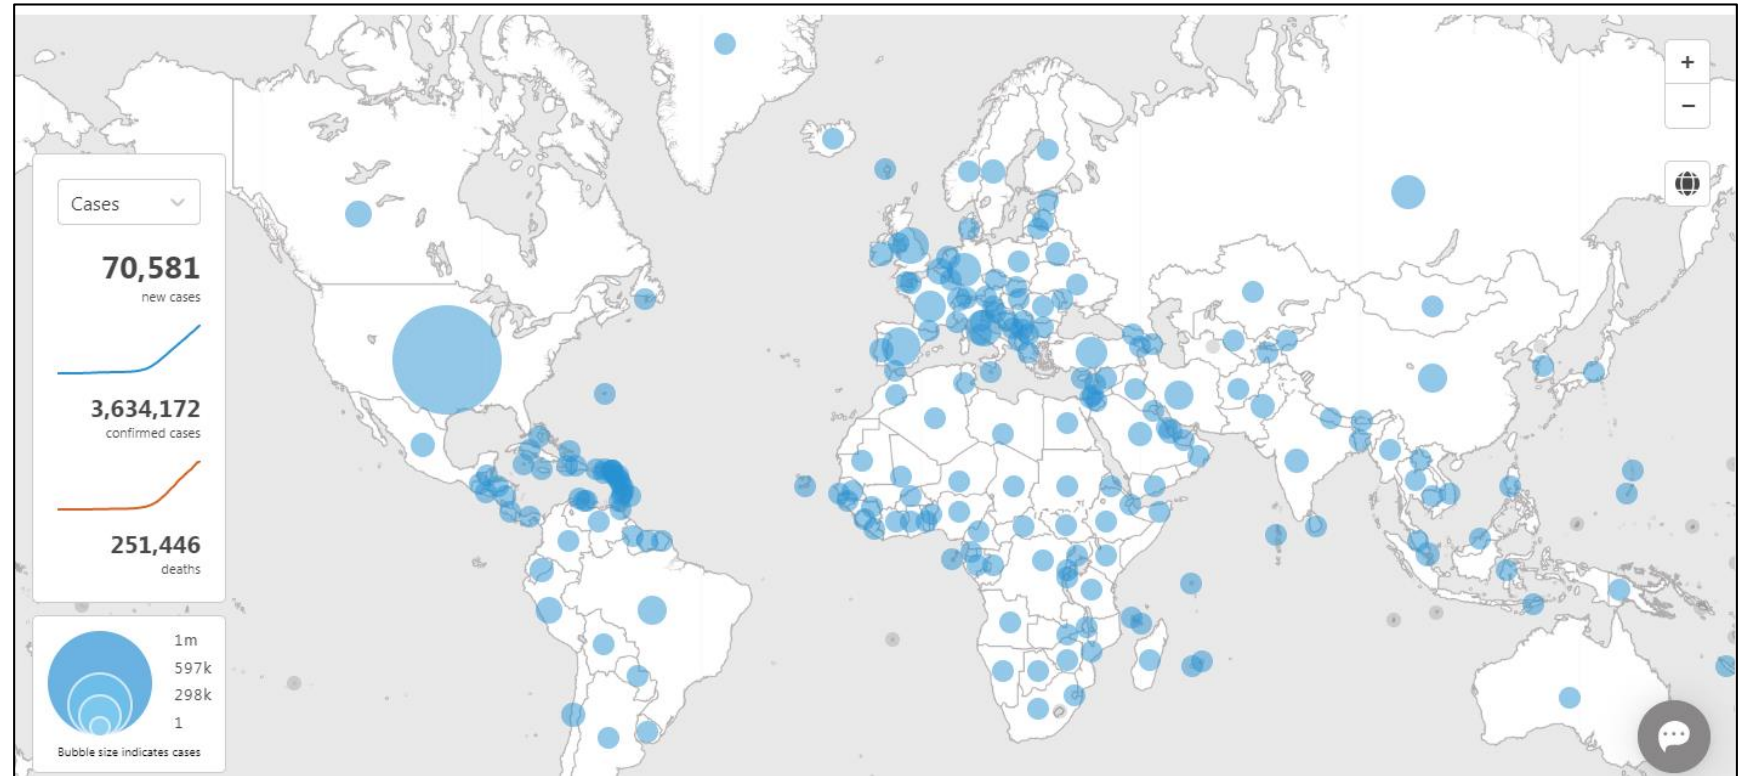 Cases
70,581
new cases
3,634,172
confirmed cases
251,446
deaths
1m
597k
298k
1
Bubble size indicates cases
+
−